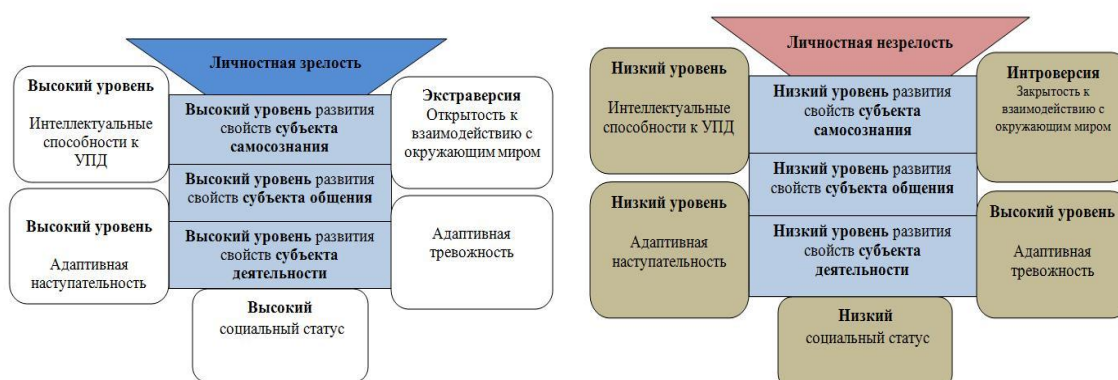 Личностная зрелость
Высокий уровень
Интеллектуальные
способности к
УПД
Высокий уровень развития
свойств субъекта
самосознания
Экстраверсия
Открытость к
взаимодействию с
окружающим миром
Высокий уровень развития
свойств субъекта общения
Высокий уровень
Адаптивная
наступательность
Высокий уровень развития
свойств субъекта
деятельности
Адаптивная
тревожность
Высокий
социальный статус
Личностная незрелость
Низкий уровень
Интеллектуальные
способности к УПД
Низкий уровень развития
свойств субъекта
самосознания
Интроверсия
Закрытость к
взаимодействию с
окружающим миром
Низкий уровень развития
свойств субъекта общения
Низкий уровень
Адаптивная
наступательность
Низкий уровень развития
свойств субъекта
деятельности
Высокий уровень
Адаптивная
тревожность
Низкий
социальный статус